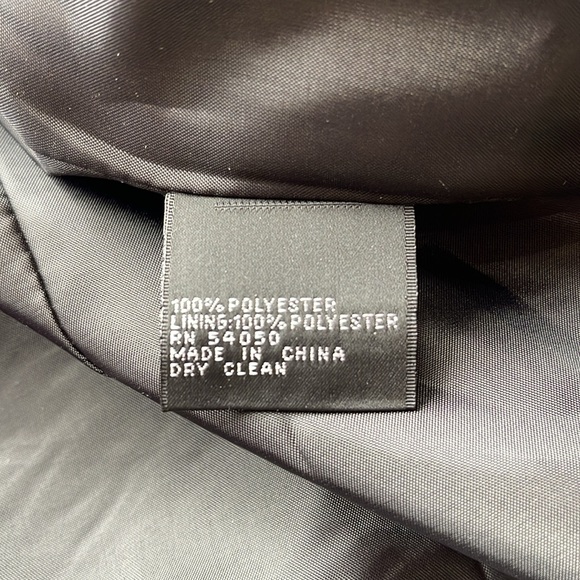 100% POLYESTER
LINING:100% POLYESTER
RN 54050
MADE IN CHINA
DRY CLEAN